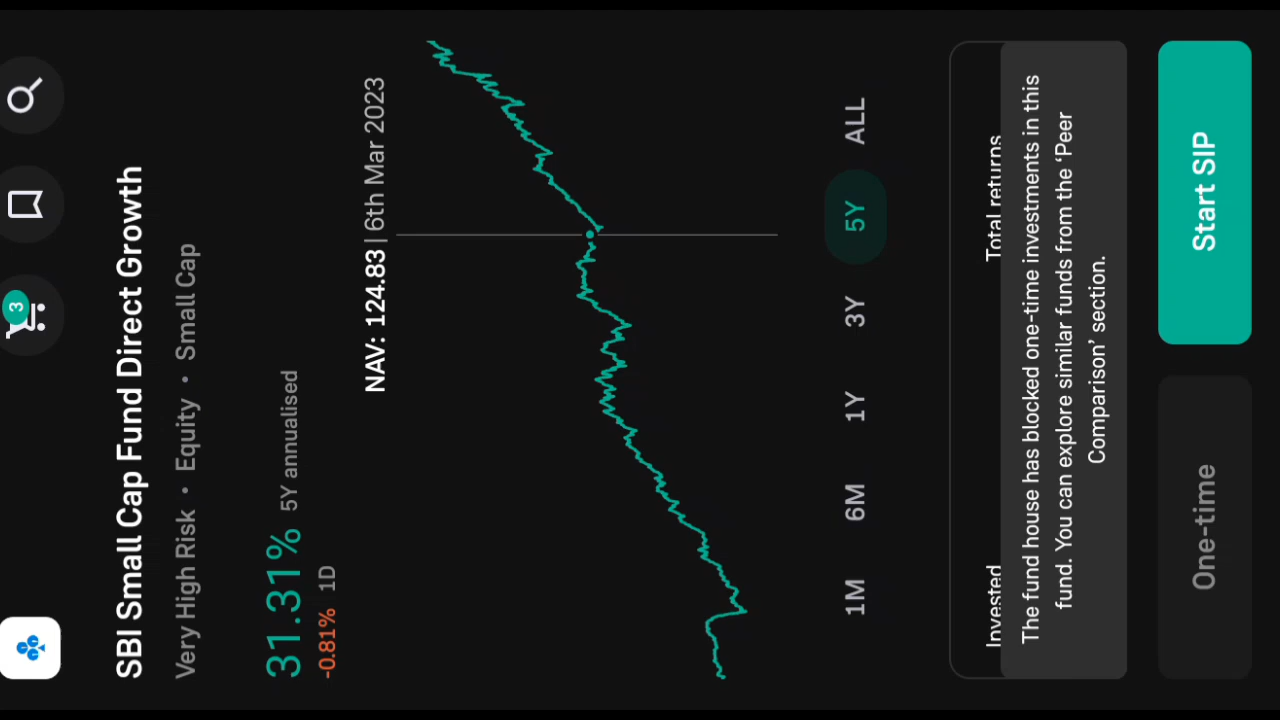 3
SBI Small Cap Fund Direct Growth
Very High Risk • Equity • Small Cap
31.31% 5Y annualised
-0.81% 1D
NAV: 124.83 | 6th Mar 2023
1M 6M 1Y 3Y 5Y ALL
Invested Total returns
The fund house has blocked one-time investments in this
fund. You can explore similar funds from the ‘Peer
Comparison’ section.
One-time Start SIP